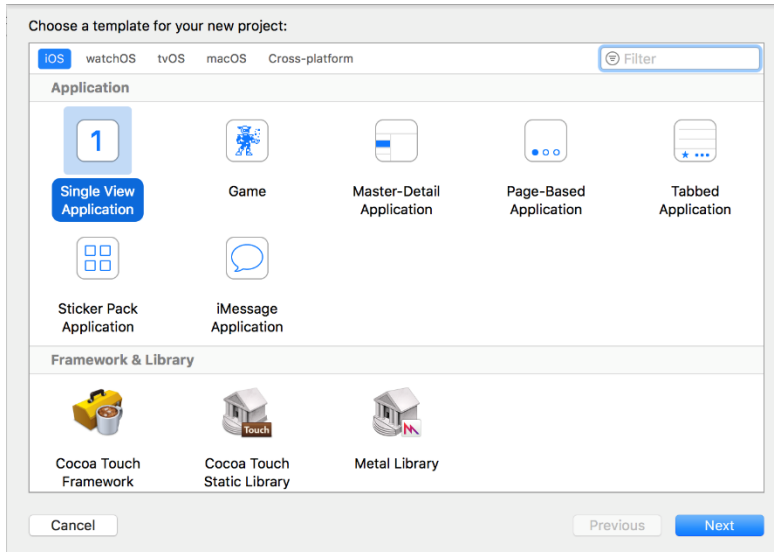 Choose a template for your new project:
iOS watchOS tvOS macOS Cross-platform Filter
Application
1
Single View Application
Game
Master-Detail Application
Page-Based Application
Tabbed Application
Sticker Pack Application
iMessage Application
Framework & Library
Touch
Cocoa Touch Framework
Cocoa Touch Static Library
Metal Library
Cancel Previous Next